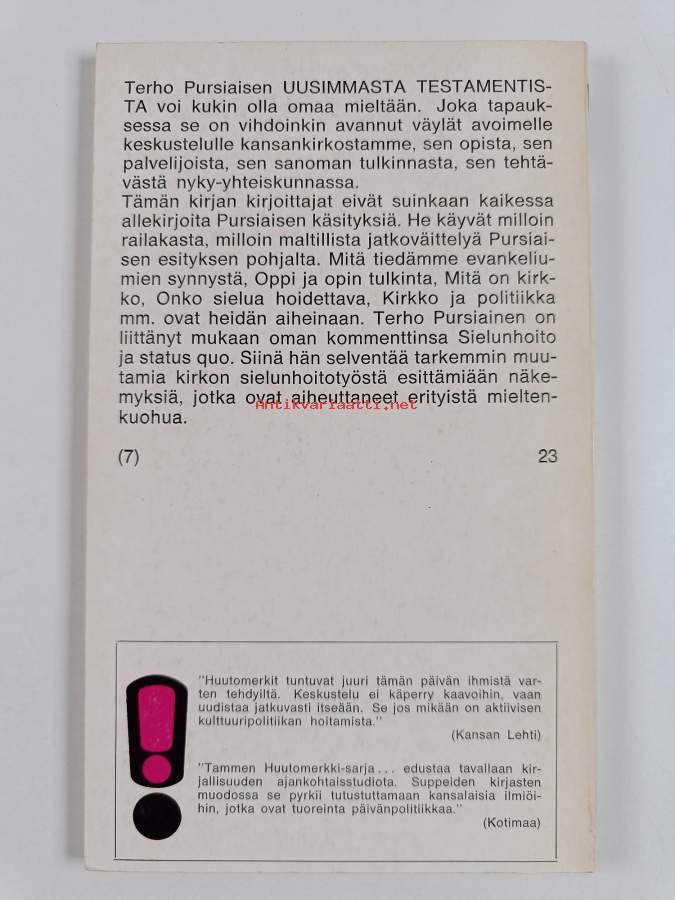 Terho Pursiaisen UUSIMMASTA TESTAMENTIS-
TA voi kukin olla omaa mieltään. Joka tapauk-
sessa se on vihdoinkin avannut väylät avoimelle
keskustelulle kansankirkostamme, sen opista, sen
palvelijoista, sen sanoman tulkinnasta, sen tehtä-
västä nyky-yhteiskunnassa.
Tämän kirjan kirjoittajat eivät suinkaan kaikessa
allekirjoita Pursiaisen käsityksiä. He käyvät milloin
railakasta, milloin maltillista jatkoväittelyä Pursiai-
sen esityksen pohjalta. Mitä tiedämme evankeliu-
mien synnystä, Oppi ja opin tulkinta, Mitä on kirk-
ko, Onko sielua hoidettava, Kirkko ja politiikka
mm. ovat heidän aiheinaan. Terho Pursiainen on
liittänyt mukaan oman kommenttinsa Sielunhoito
ja status quo. Siinä hän selventää tarkemmin muu-
tamia kirkon sielunhoitotyöstä esittämiään näke-
myksiä, jotka ovat aiheuttaneet erityistä mielten-
kuohua.
Antikvariaatti.net
(7) 23
"Huutomerkit tuntuvat juuri tämän päivän ihmistä var-
ten tehdyiltä. Keskustelu ei käperry kaavoihin, vaan
uudistaa jatkuvasti itseään. Se jos mikään on aktiivisen
kulttuuripolitiikan hoitamista."
(Kansan Lehti)
"Tammen Huutomerkki-sarja... edustaa tavallaan kir-
jallisuuden ajankohtaisstudiota. Suppeiden kirjasten
muodossa se pyrkii tutustuttamaan kansalaisia ilmiöi-
hin, jotka ovat tuoreinta päivänpolitiikkaa."
(Kotimaa)